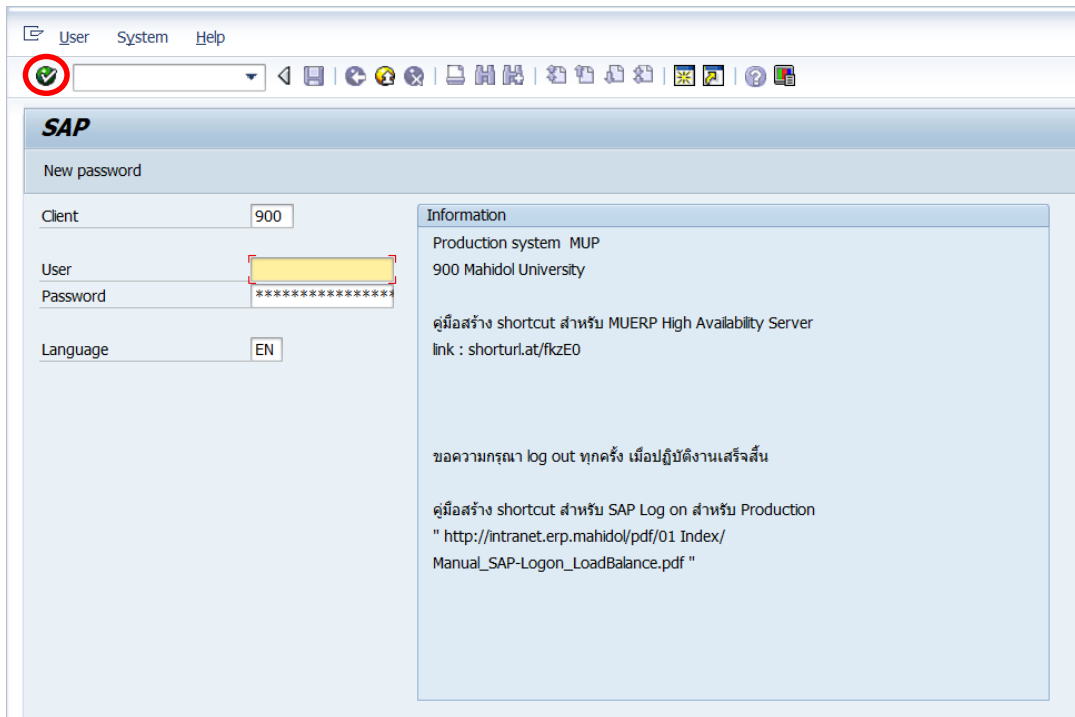 User System Help
SAP
New password
Client 900
User
Password ****************
Language EN
Information
Production system MUP
900 Mahidol University
คู่มือสร้าง shortcut สำหรับ MUERP High Availability Server
link : shorturl.at/fkzE0
ขอความกรุณา log out ทุกครั้ง เมื่อปฏิบัติงานเสร็จสิ้น
คู่มือสร้าง shortcut สำหรับ SAP Log on สำหรับ Production
" http://intranet.erp.mahidol/pdf/01 Index/
Manual_SAP-Logon_LoadBalance.pdf "